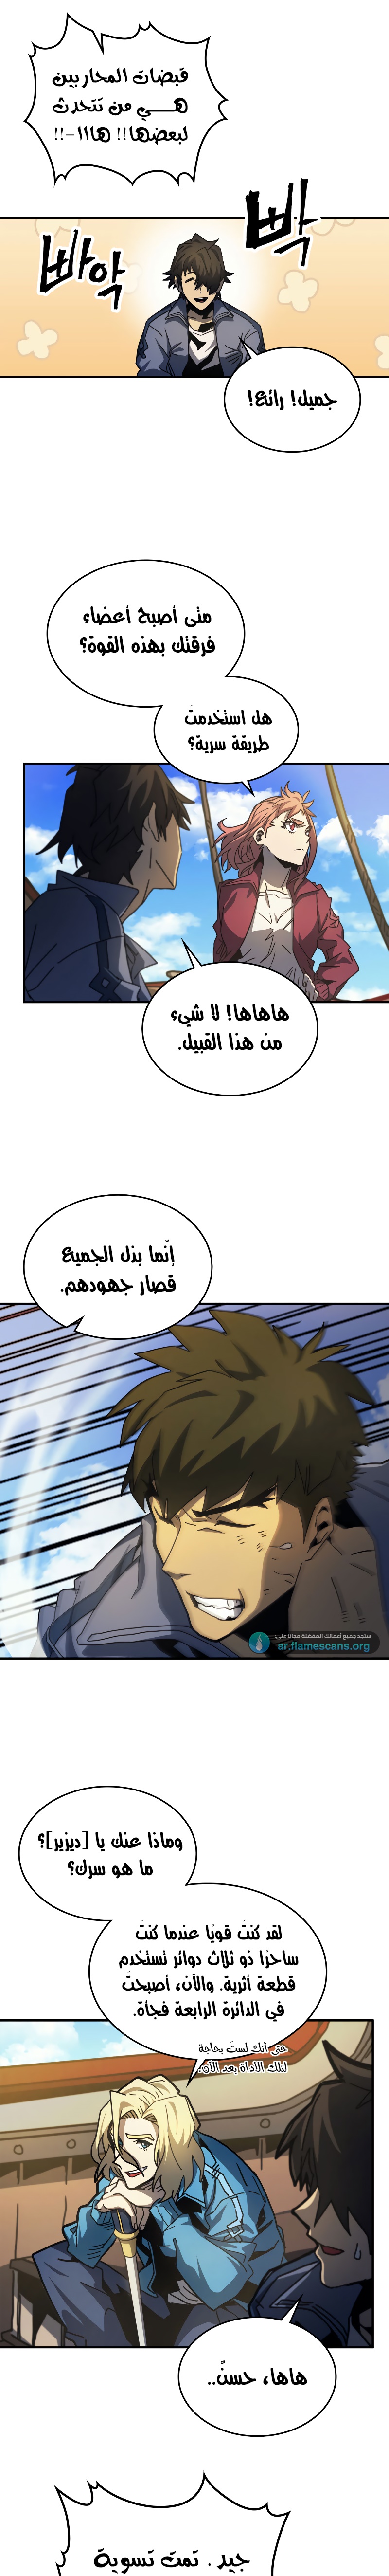 قبضات المحاربين
هـــي من تتحدث
لبعضها!! هااا-!!
빡
빠악
جميل! رائع!
متى أصبح أعضاء
فرقتك بهذه القوة؟
هل استخدمتَ
طريقة سرية؟
هاهاها! لا شيء
من هذا القبيل.
إنّما بذل الجميع
قصار جهودهم.
ستجد جميع أعمالك المفضلة مجانا على:
ar.flamescans.org
وماذا عنك يا [ديزير]؟
ما هو سرك؟
لقد كنتَ قويًا عندما كنتَ
ساحرًا ذو ثلاث دوائر تستخدم
قطعة أثرية. والآن، أصبحتَ
في الدائرة الرابعة فجأة.
حتى انك لستَ بحاجة
لتلك الأداة بعد الآن.
هاها، حسنً..
جيد. تمت تسوية